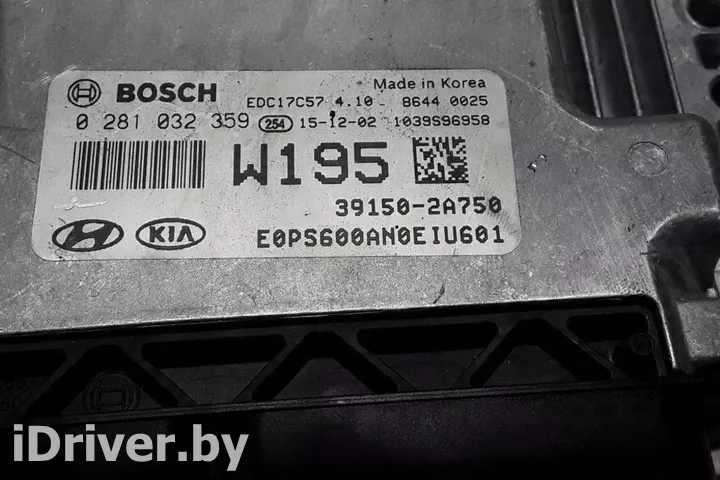 BOSCH
Made in Korea
EDC17C57 4.10 - 8644 0025
0 281 032 359 254 15-12-02 1039S96958
W195
39150-2A750
KIA
E0PS600AN0EIU601
iDriver.by